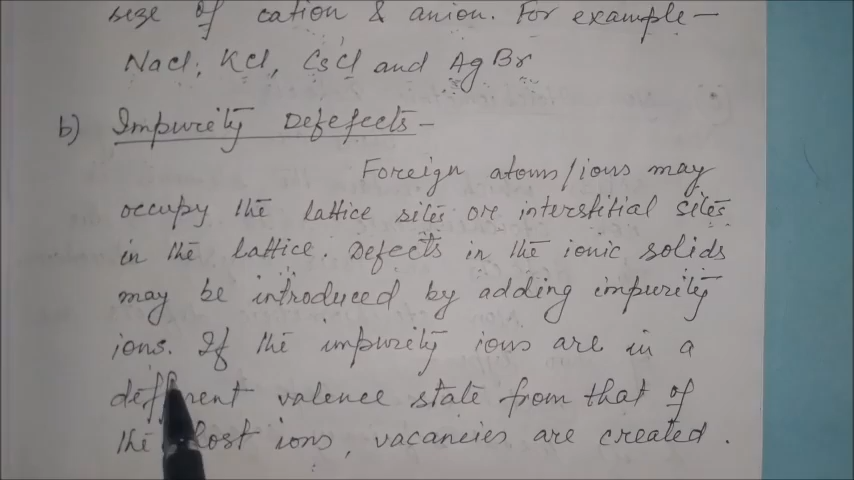 size of cation & anion. For example—
NaCl, KCl, CsCl and AgBr
b) Impurity Defefects -
Foreign atoms/ions may
occupy the lattice sites or interstitial sites
in the lattice. Defects in the ionic solids
may be introduced by adding impurity
ions. If the impurity ions are in a
different valence state from that of
the host ions, vacancies are created.